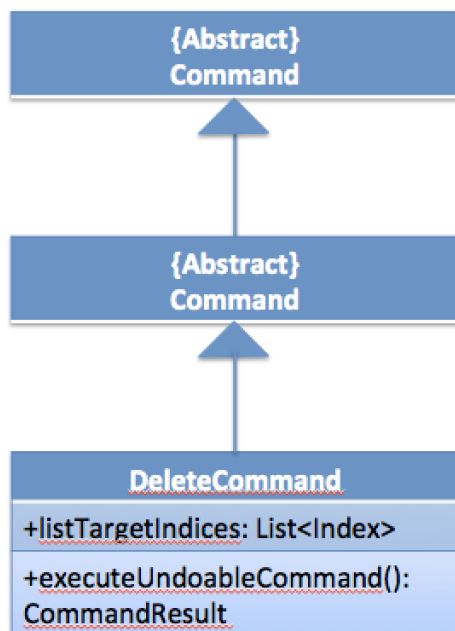 {Abstract}
Command
{Abstract}
Command
DeleteCommand
+listTargetIndices: List<Index>
+executeUndoableCommand():
CommandResult